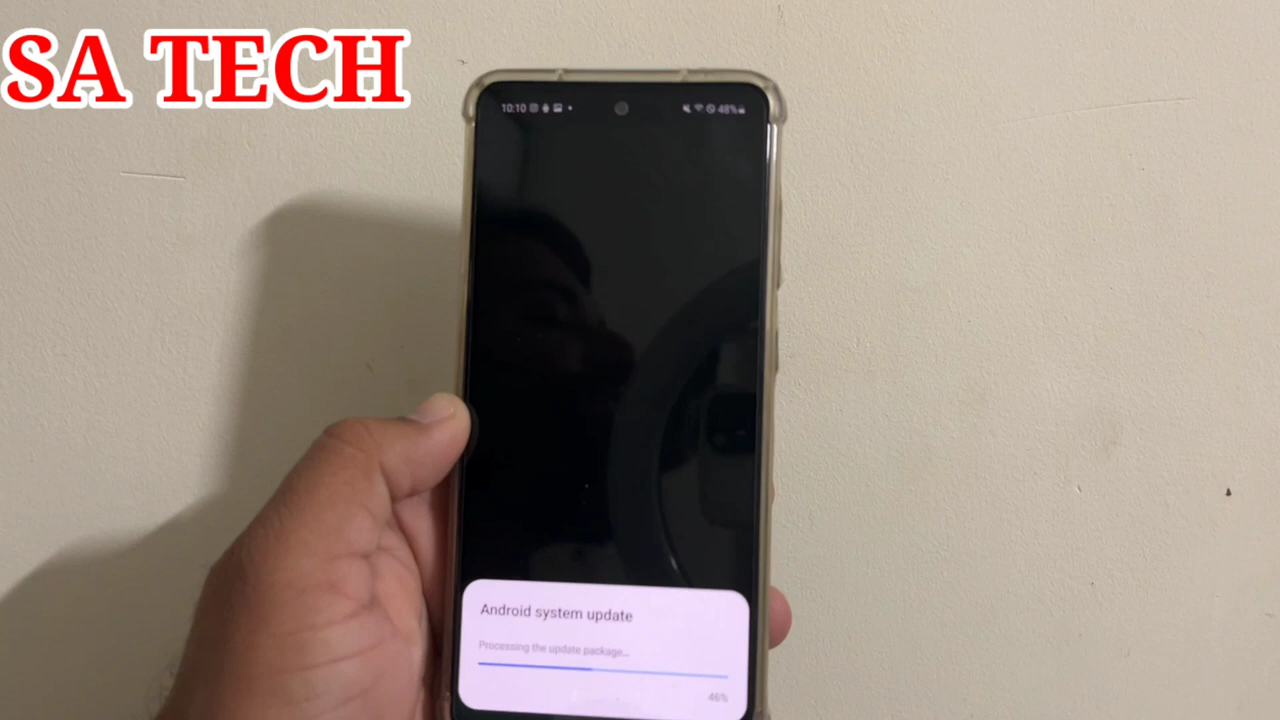 SA TECH
10:10
48%
Android system update
Processing the update package...
46%